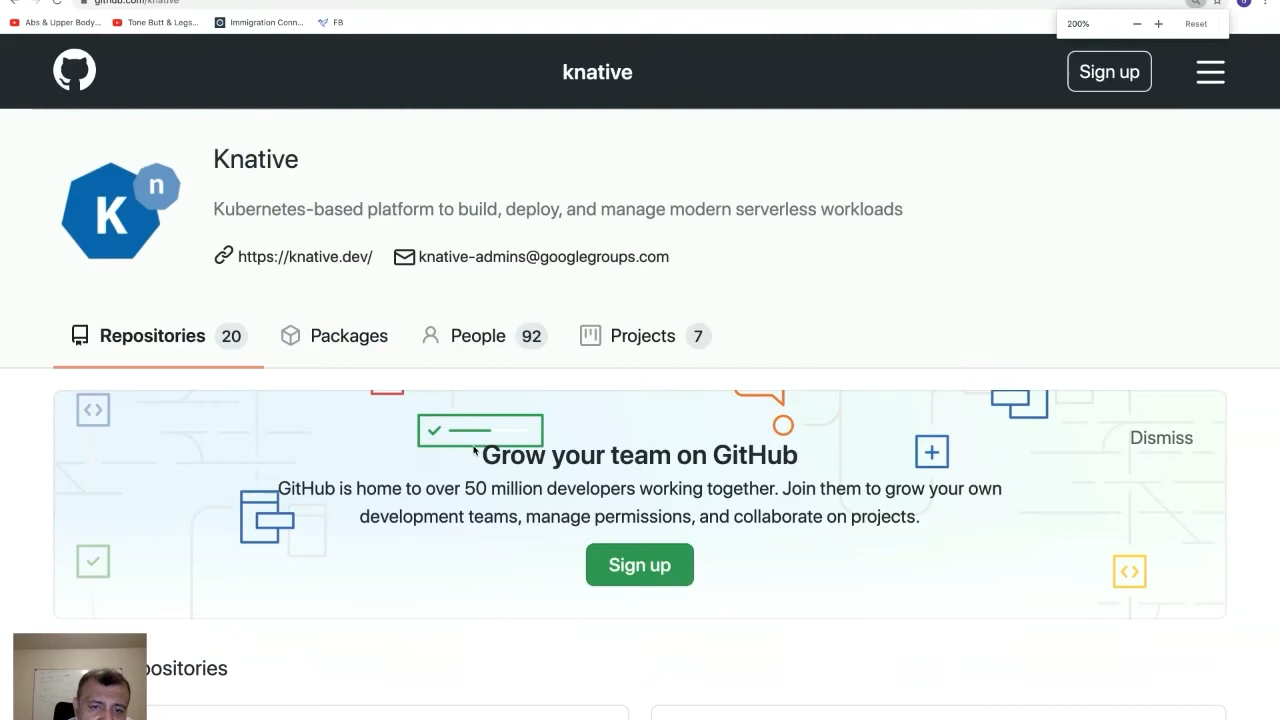 github.com/knative
Abs & Upper Body...
Tone Butt & Legs...
Immigration Conn...
FB
200%
Reset
knative
Sign up
K
n
Knative
Kubernetes-based platform to build, deploy, and manage modern serverless workloads
https://knative.dev/
knative-admins@googlegroups.com
Repositories 20
Packages
People 92
Projects 7
Dismiss
Grow your team on GitHub
GitHub is home to over 50 million developers working together. Join them to grow your own
development teams, manage permissions, and collaborate on projects.
Sign up